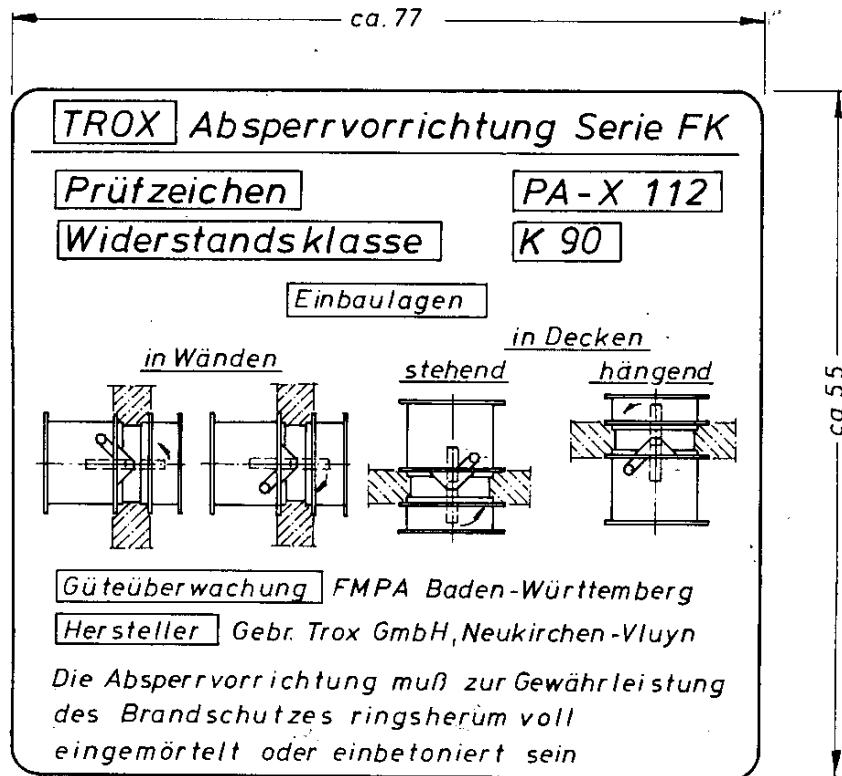 ca. 77
TROX Absperrvorrichtung Serie FK
Prüfzeichen PA-X 112
Widerstandsklasse K 90
Einbaulagen
in Wänden
in Decken
stehend
hängend
ca 55
Güteüberwachung FMPA Baden-Württemberg
Hersteller Gebr. Trox GmbH, Neukirchen-Vluyn
Die Absperrvorrichtung muß zur Gewährleistung
des Brandschutzes ringsherum voll
eingemörtelt oder einbetoniert sein